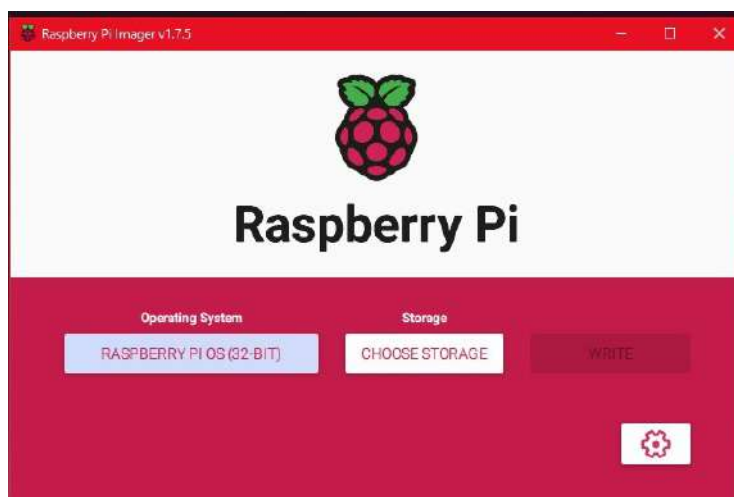 Raspberry Pi Imager v1.7.5
Raspberry Pi
Operating System
Storage
RASPBERRY PI OS (32-BIT)
CHOOSE STORAGE
WRITE